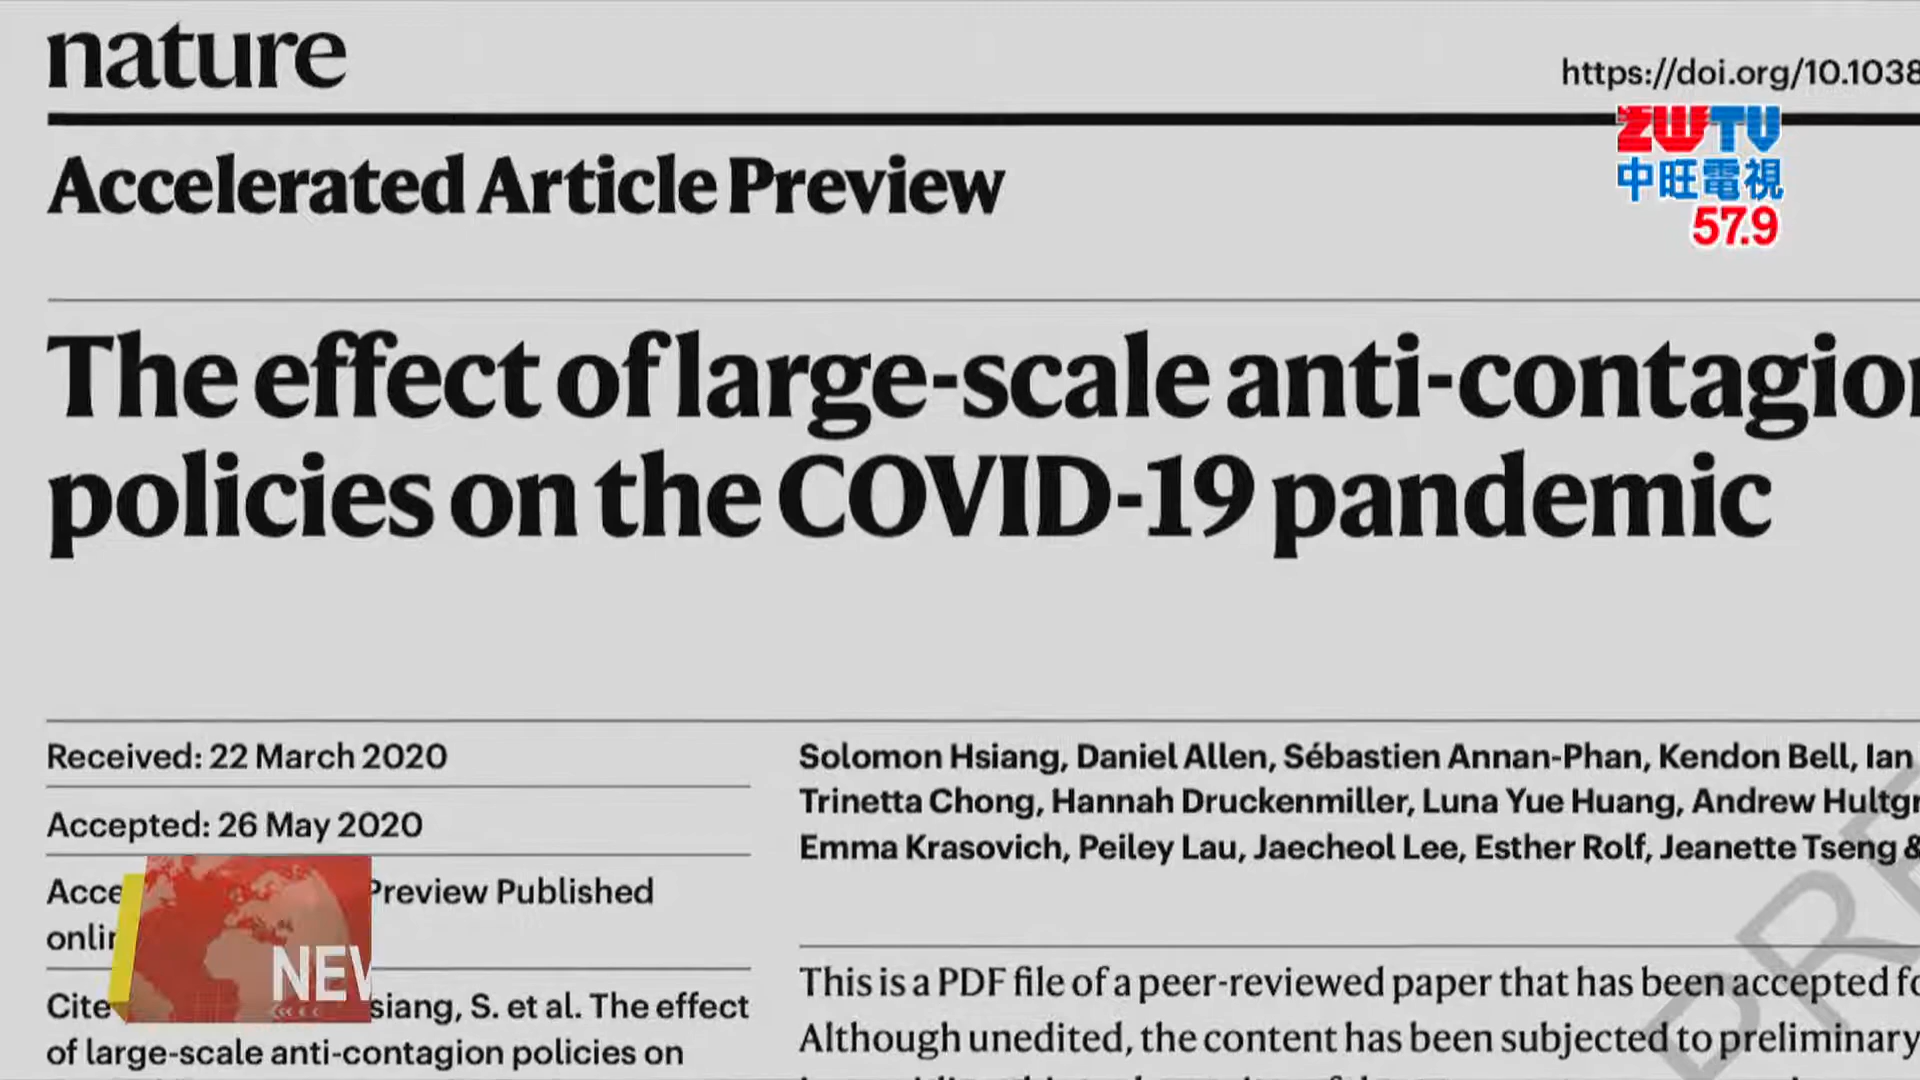 nature
https://doi.org/10.1038
ZWTV
中旺電視
57.9
Accelerated Article Preview
The effect of large-scale anti-contagion
policies on the COVID-19 pandemic
Received: 22 March 2020
Accepted: 26 May 2020
Preview Published
Solomon Hsiang, Daniel Allen, Sébastien Annan-Phan, Kendon Bell, Ian
Trinetta Chong, Hannah Druckenmiller, Luna Yue Huang, Andrew
Emma Krasovich, Peiley Lau, Jaecheol Lee, Esther Rolf, Jeanette Tseng &
NEW
Cite siang, S. et al. The effect
of large-scale anti-contagion policies on
This is a PDF file of a peer-reviewed paper that has been accepted
Although unedited, the content has been subjected to preliminary